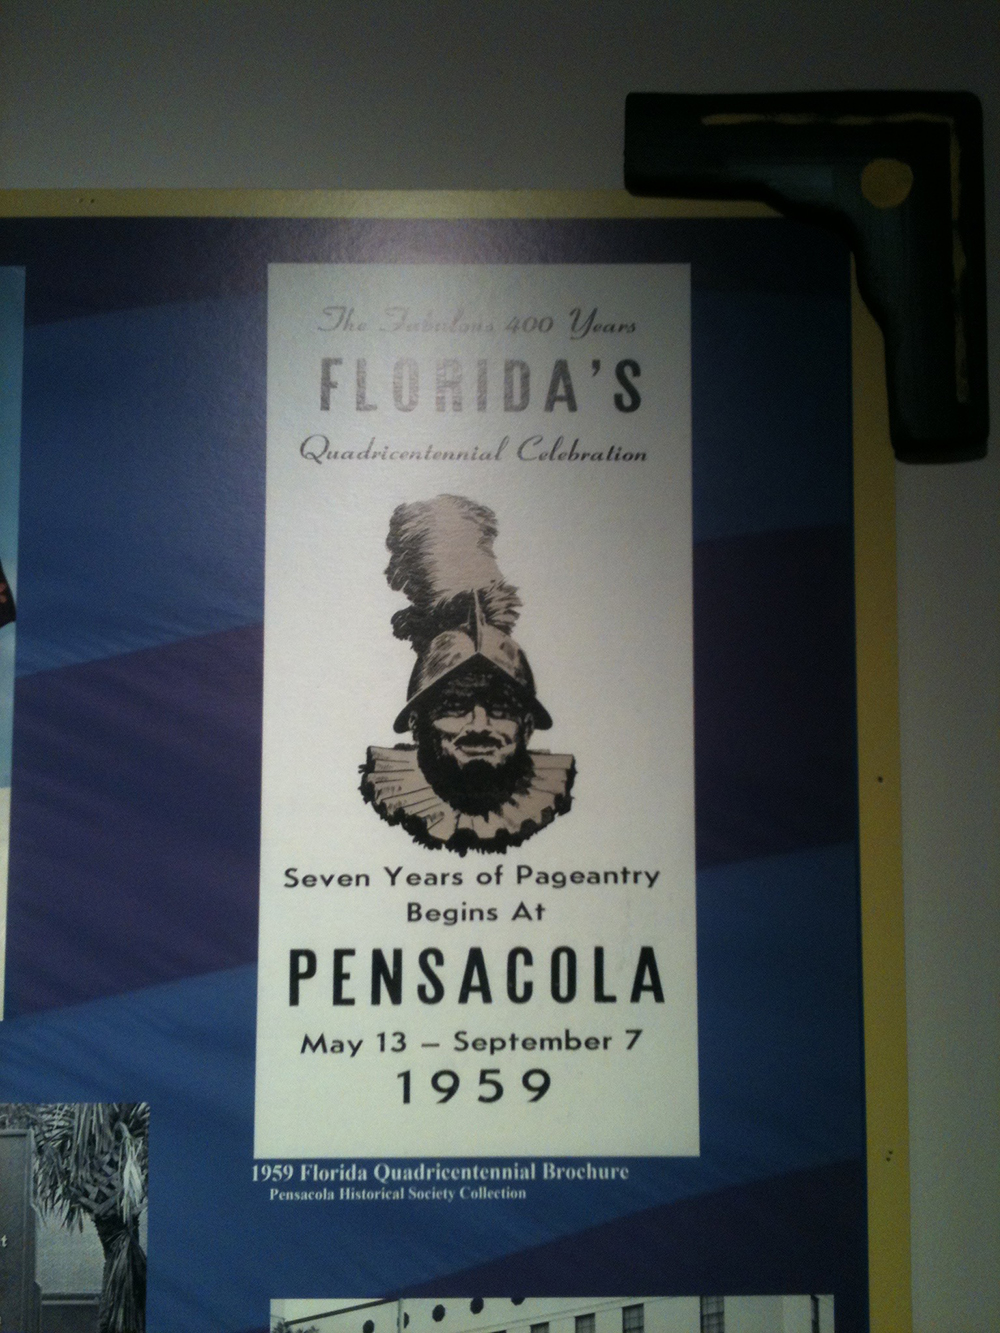 The Fabulous 400 Years
FLORIDA'S
Quadricentennial Celebration
Seven Years of Pageantry
Begins At
PENSACOLA
May 13 – September 7
1959
1959 Florida Quadricentennial Brochure
Pensacola Historical Society Collection